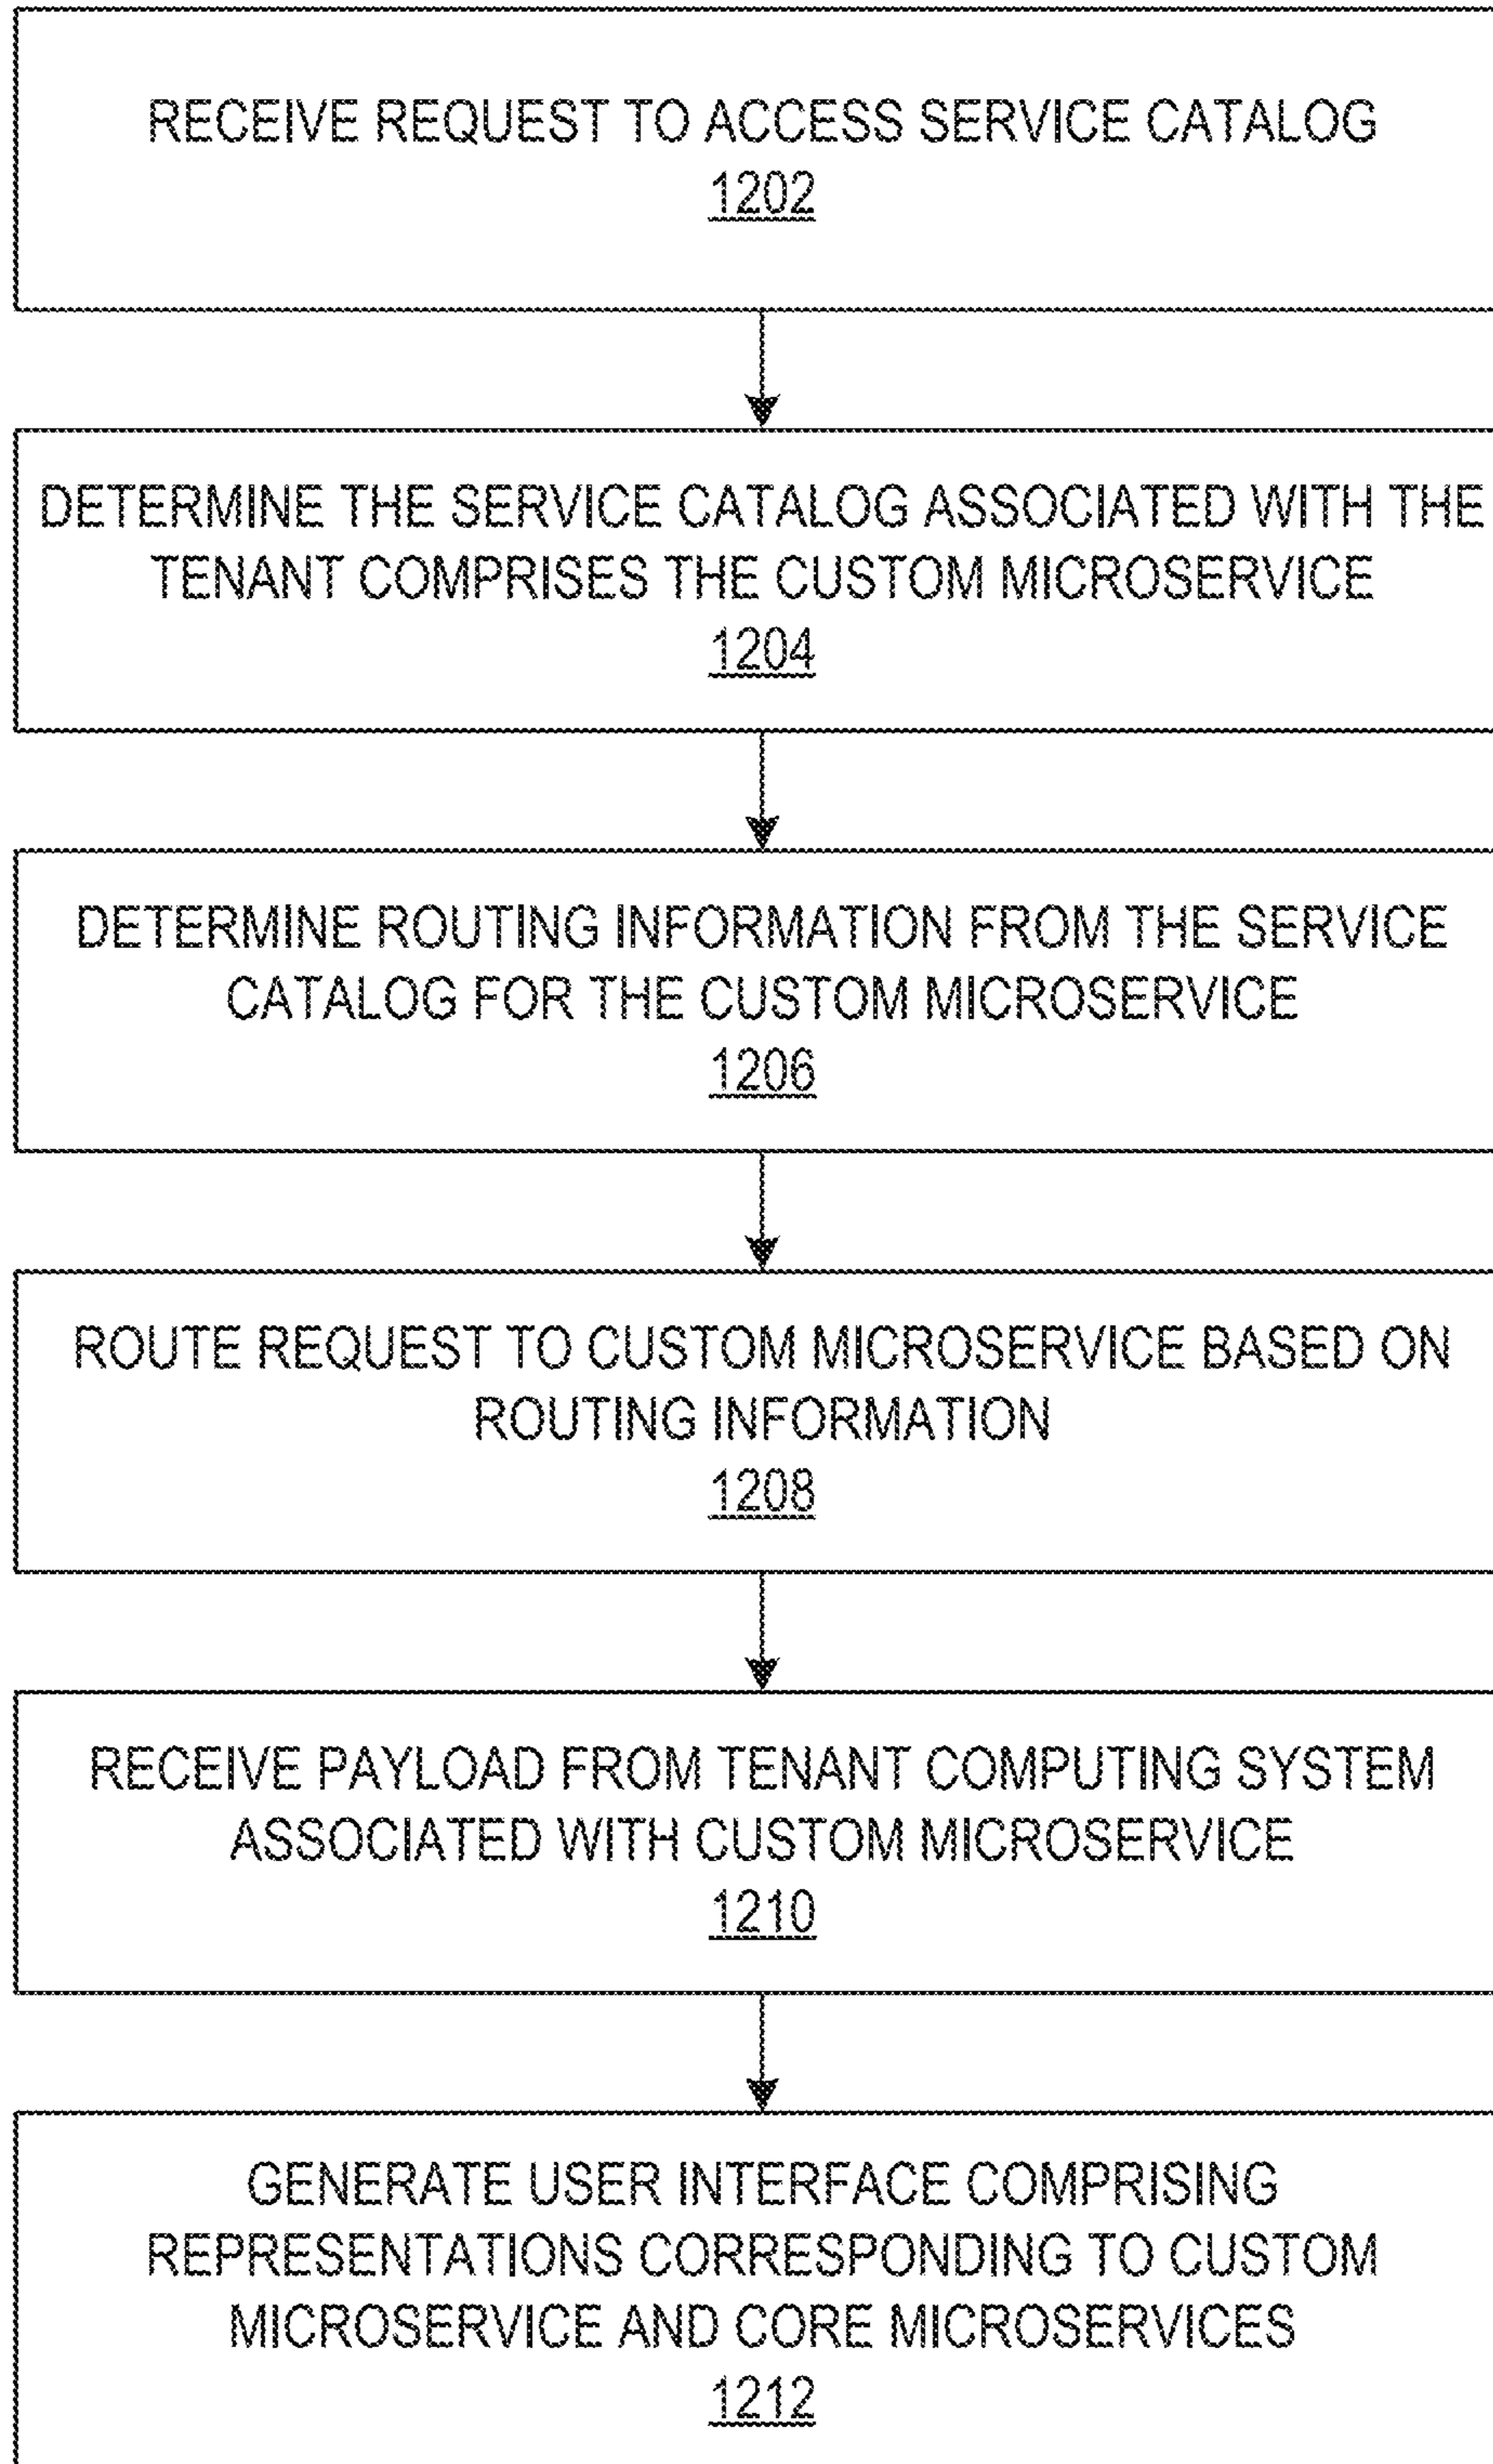 RECEIVE REQUEST TO ACCESS SERVICE CATALOG
1202
DETERMINE THE SERVICE CATALOG ASSOCIATED WITH THE
TENANT COMPRISES THE CUSTOM MICROSERVICE
1204
DETERMINE ROUTING INFORMATION FROM THE SERVICE
CATALOG FOR THE CUSTOM MICROSERVICE
1206
ROUTE REQUEST TO CUSTOM MICROSERVICE BASED ON
ROUTING INFORMATION
1208
RECEIVE PAYLOAD FROM TENANT COMPUTING SYSTEM
ASSOCIATED WITH CUSTOM MICROSERVICE
1210
GENERATE USER INTERFACE COMPRISING
REPRESENTATIONS CORRESPONDING TO CUSTOM
MICROSERVICE AND CORE MICROSERVICES
1212